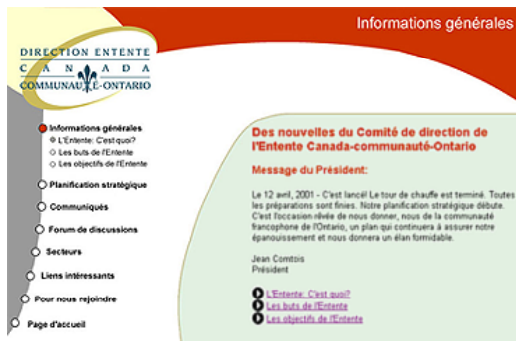 Informations générales
DIRECTION ENTENTE
CANADA
COMMUNAUTÉ-ONTARIO
Informations générales
L'Entente: C'est quoi?
Les buts de l'Entente
Les objectifs de l'Entente
Planification stratégique
Communiqués
Forum de discussions
Secteurs
Liens intéressants
Pour nous rejoindre
Page d'accueil
Des nouvelles du Comité de direction de
l'Entente Canada-communauté-Ontario
Message du Président:
Le 12 avril, 2001 - C'est lancé! Le tour de chauffe est terminé. Toutes
les préparations sont finies. Notre planification stratégique débute.
C'est l'occasion rêvée de nous donner, nous de la communauté
francophone de l'Ontario, un plan qui continuera à assurer notre
épanouissement et nous donnera un élan formidable.
Jean Comtois
Président
L'Entente: C'est quoi?
Les buts de l'Entente
Les objectifs de l'Entente